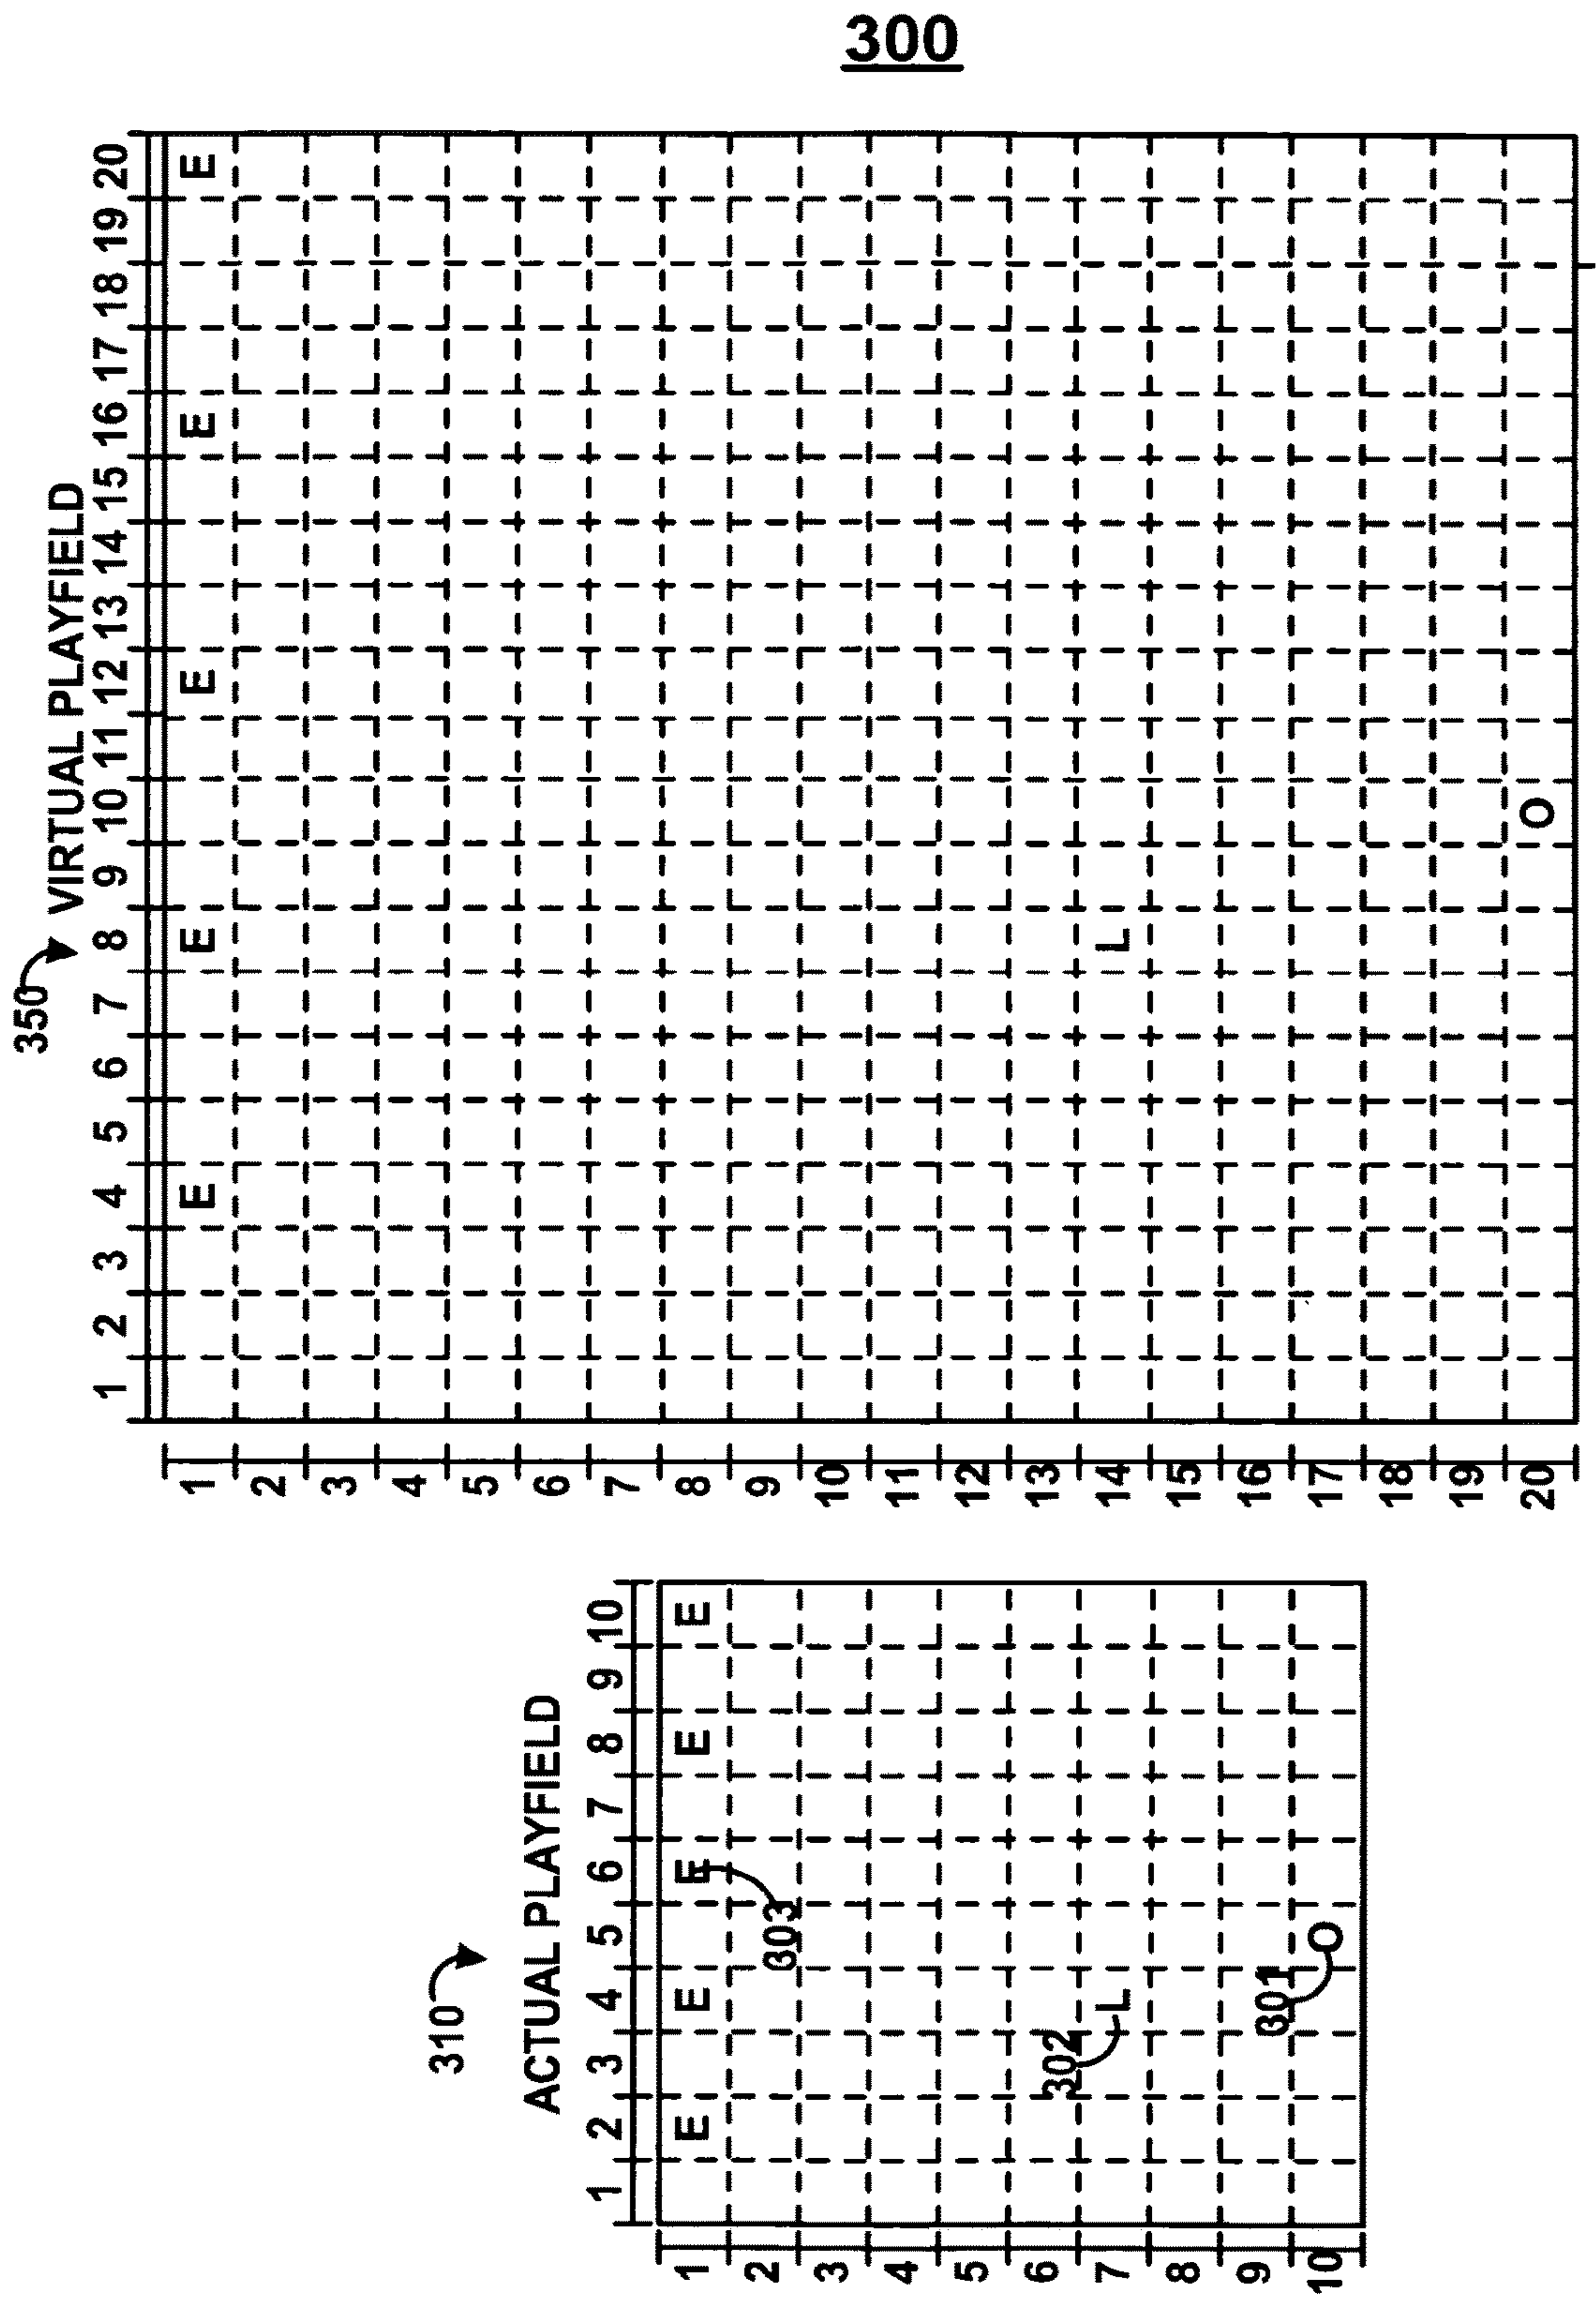 300
350
VIRTUAL PLAYFIELD
1 2 3 4 5 6 7 8 9 10 11 12 13 14 15 16 17 18 19 20
1 E E E E E
2
3
4
5
6
7
8
9
10
11
12
13
14 L
15
16
17
18
19
20 O
310
ACTUAL PLAYFIELD
1 2 3 4 5 6 7 8 9 10
1 E E E E E
2 303
3
4
5
6 302
7 L
8
9 301
10 O